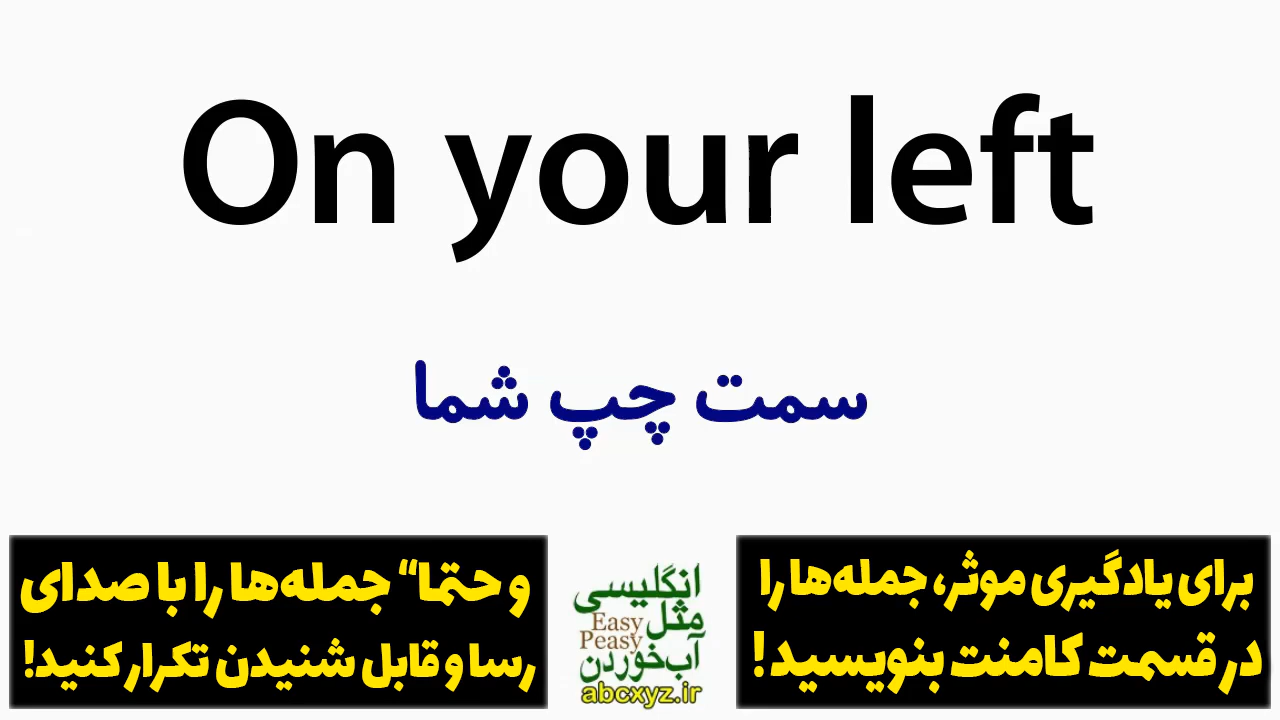 On your left
سمت چپ شما
برای یادگیری موثر، جمله‌ها را
در قسمت کامنت بنویسید!
انگلیسی
مثل
Easy
Peasy
آب‌خوردن
abcxyz.ir
و حتما“ جمله‌ها را با صدای
رسا و قابل شنیدن تکرار کنید!